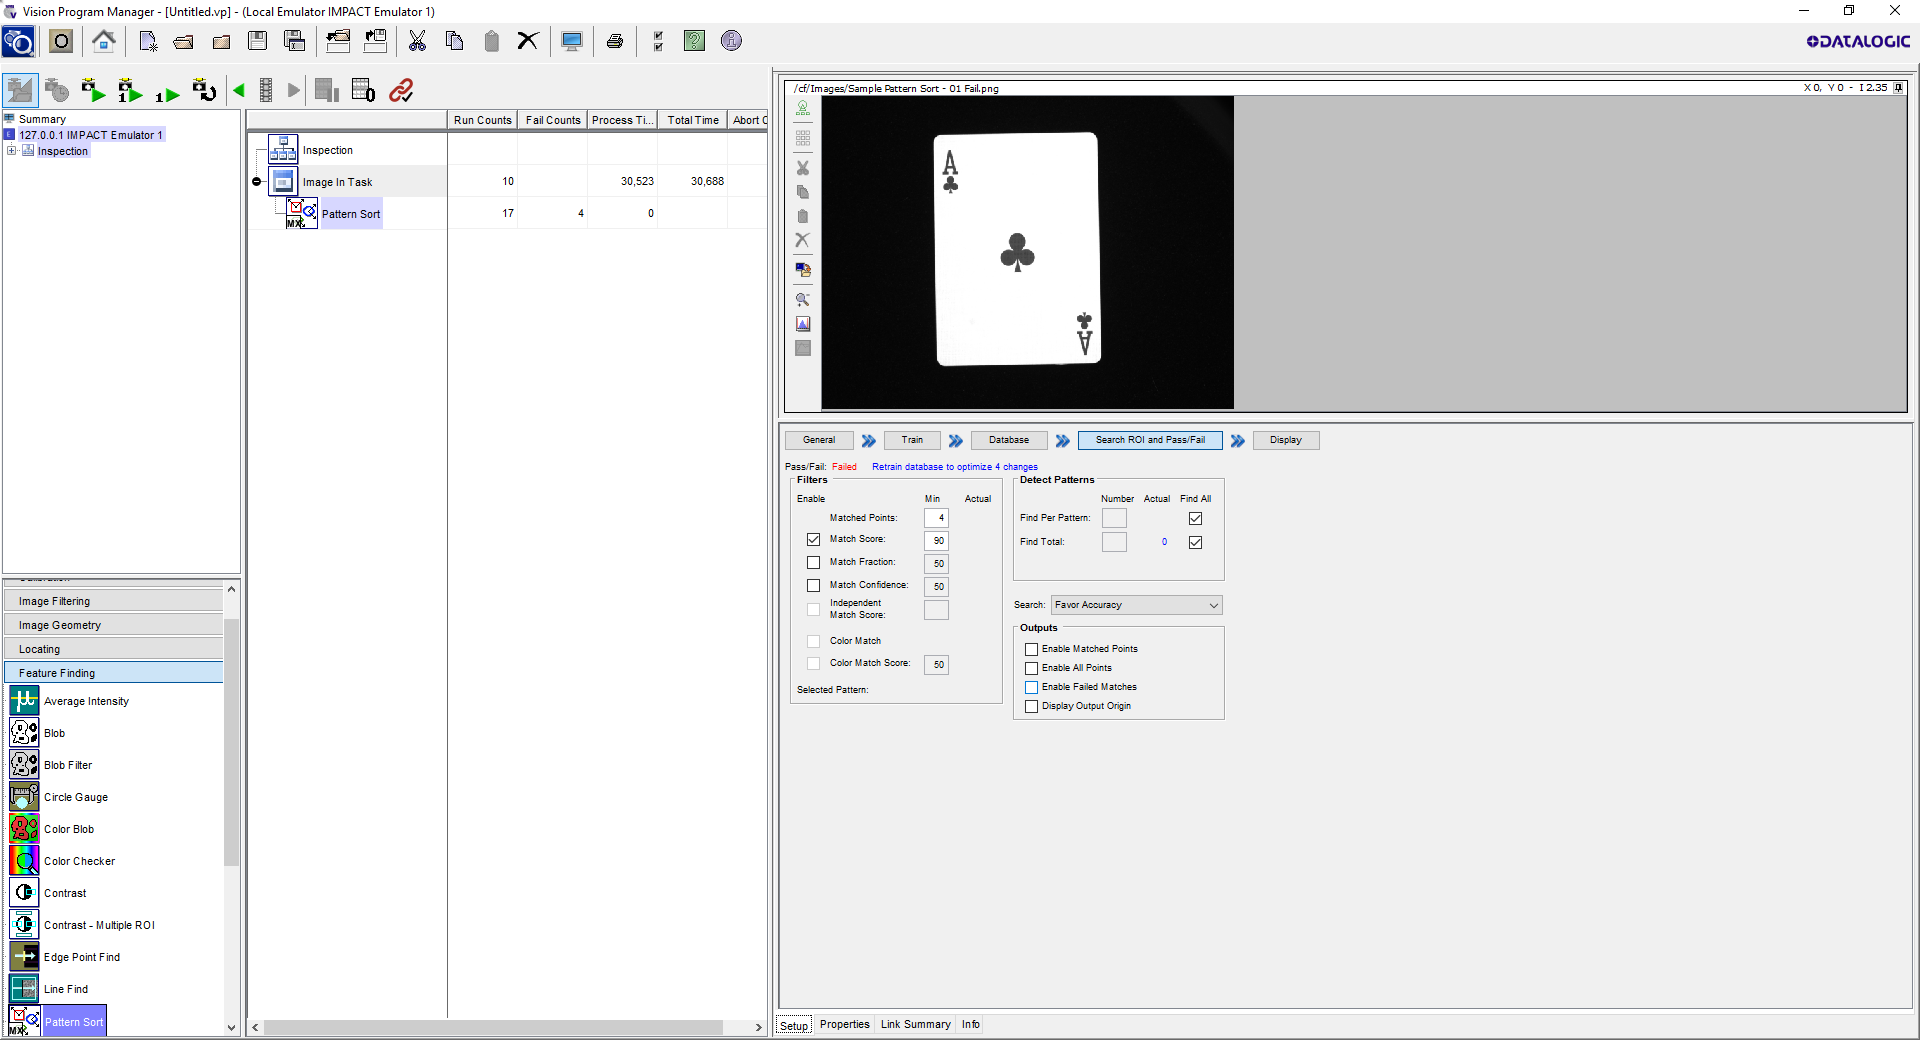 Vision Program Manager - [Untitled.vp] - (Local Emulator IMPACT Emulator 1)
DATALOGIC
Summary
127.0.0.1 IMPACT Emulator 1
Inspection
Run Counts Fail Counts Process Ti... Total Time Abort C
Inspection
Image In Task 10 30,523 30,688
Pattern Sort 17 4 0
Image Filtering
Image Geometry
Locating
Feature Finding
Average Intensity
Blob
Blob Filter
Circle Gauge
Color Blob
Color Checker
Contrast
Contrast - Multiple ROI
Edge Point Find
Line Find
Pattern Sort
/cf/Images/Sample Pattern Sort - 01 Fail.png X 0, Y 0 - I 2.35
A
A
General Train Database Search ROI and Pass/Fail Display
Pass/Fail: Failed Retrain database to optimize 4 changes
Filters
Enable Min Actual
Matched Points: 4
Match Score: 90
Match Fraction: 50
Match Confidence: 50
Independent
Match Score:
Color Match
Color Match Score: 50
Selected Pattern:
Detect Patterns
Number Actual Find All
Find Per Pattern:
Find Total: 0
Search: Favor Accuracy
Outputs
Enable Matched Points
Enable All Points
Enable Failed Matches
Display Output Origin
Setup Properties Link Summary Info